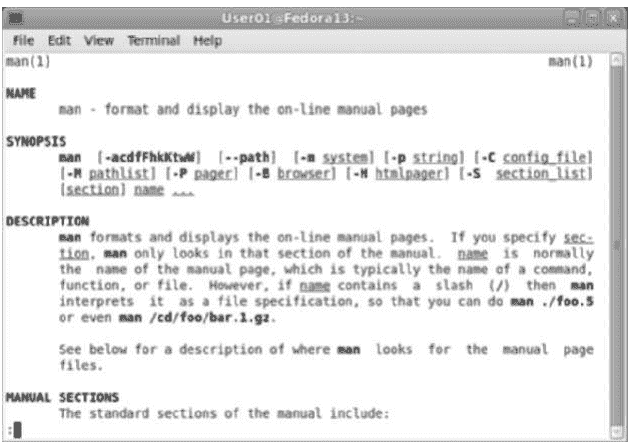 User01@Fedora13:~
File Edit View Terminal Help
man(1) man(1)
NAME
man - format and display the on-line manual pages
SYNOPSIS
man [-acdfFhkKtwW] [--path] [-m system] [-p string] [-C config_file]
[-M pathlist] [-P pager] [-B browser] [-H htmlpager] [-S section_list]
[section] name ...
DESCRIPTION
man formats and displays the on-line manual pages. If you specify sec-
tion, man only looks in that section of the manual. name is normally
the name of the manual page, which is typically the name of a command,
function, or file. However, if name contains a slash (/) then man
interprets it as a file specification, so that you can do man ./foo.5
or even man /cd/foo/bar.1.gz.
See below for a description of where man looks for the manual page
files.
MANUAL SECTIONS
The standard sections of the manual include:
: